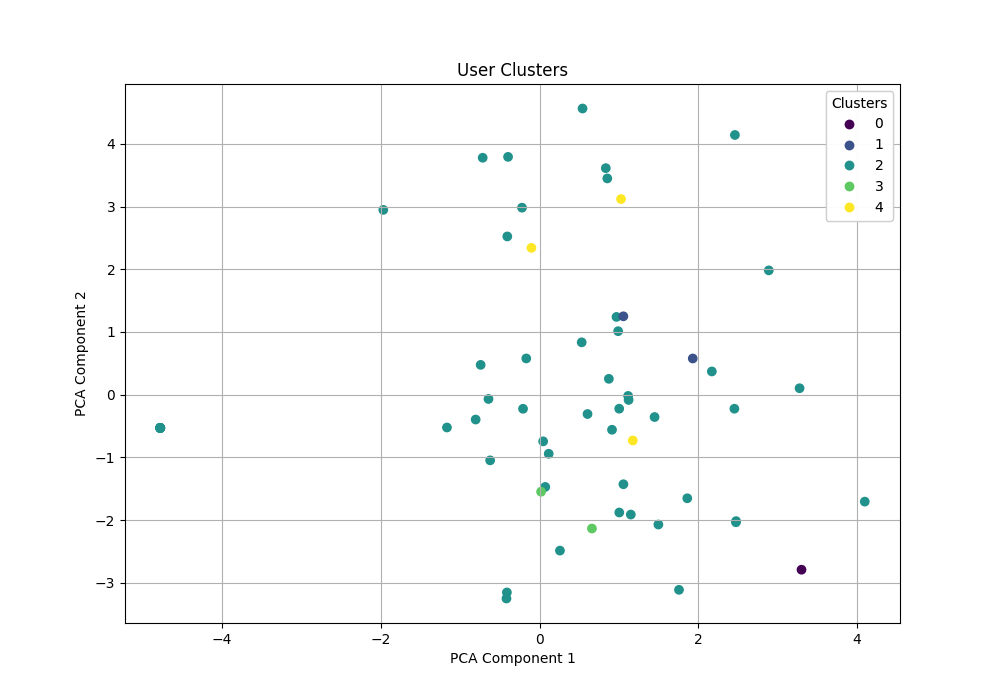 User Clusters
Clusters
0
1
2
3
4
PCA Component 2
4
3
2
1
0
−1
−2
−3
−4 −2 0 2 4
PCA Component 1